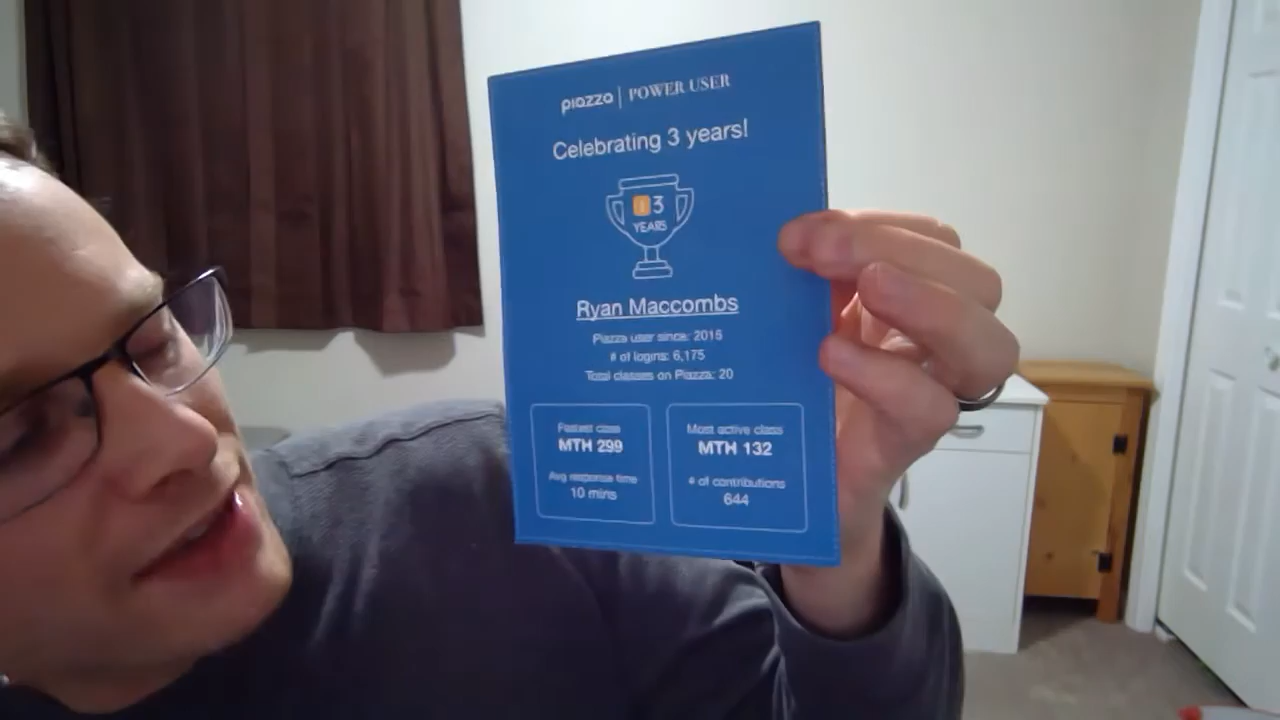 piazza | POWER USER
Celebrating 3 years!
3
YEARS
Ryan Maccombs
Piazza user since: 2015
# of logins: 6,175
Total classes on Piazza: 20
Fastest class
MTH 299
Avg response time
10 mins
Most active class
MTH 132
# of contributions
644